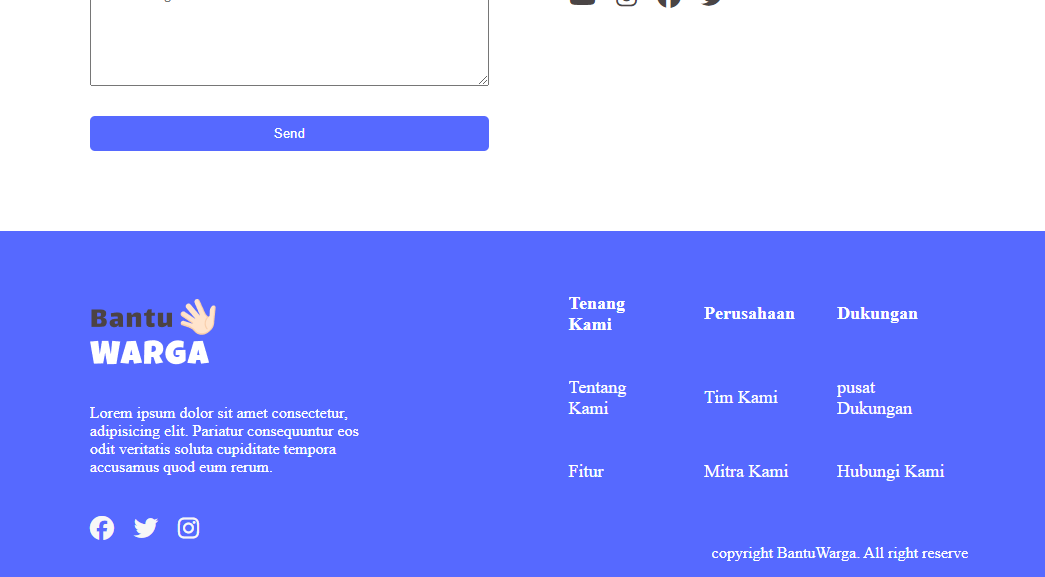 Send
Bantu
WARGA
Lorem ipsum dolor sit amet consectetur,
adipisicing elit. Pariatur consequuntur eos
odit veritatis soluta cupiditate tempora
accusamus quod eum rerum.
Tenang
Kami
Perusahaan
Dukungan
Tentang
Kami
Tim Kami
pusat
Dukungan
Fitur
Mitra Kami
Hubungi Kami
copyright BantuWarga. All right reserve